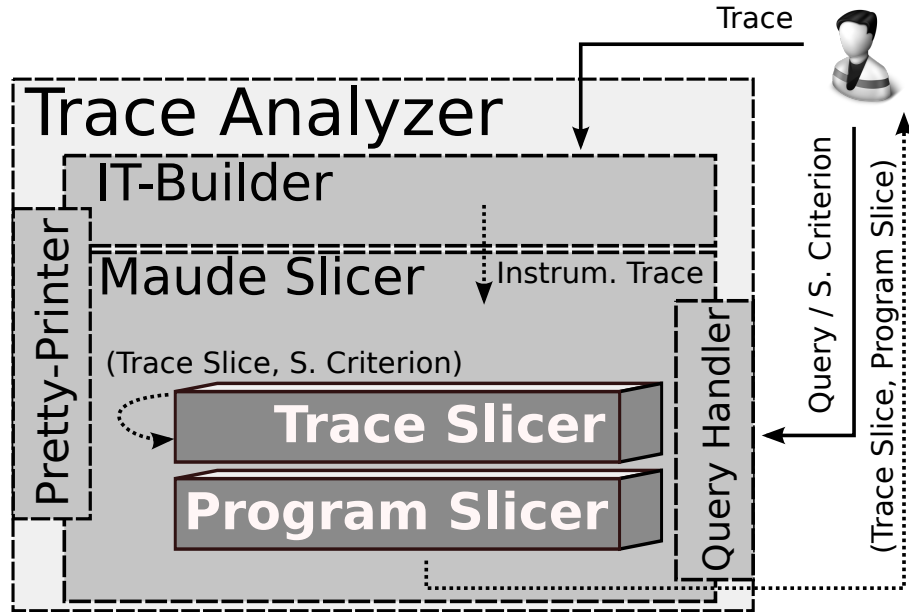 Trace
Trace Analyzer
IT-Builder
Pretty-Printer
Maude Slicer
Instrum. Trace
(Trace Slice, S. Criterion)
Trace Slicer
Program Slicer
Query Handler
Query / S. Criterion
(Trace Slice, Program Slice)